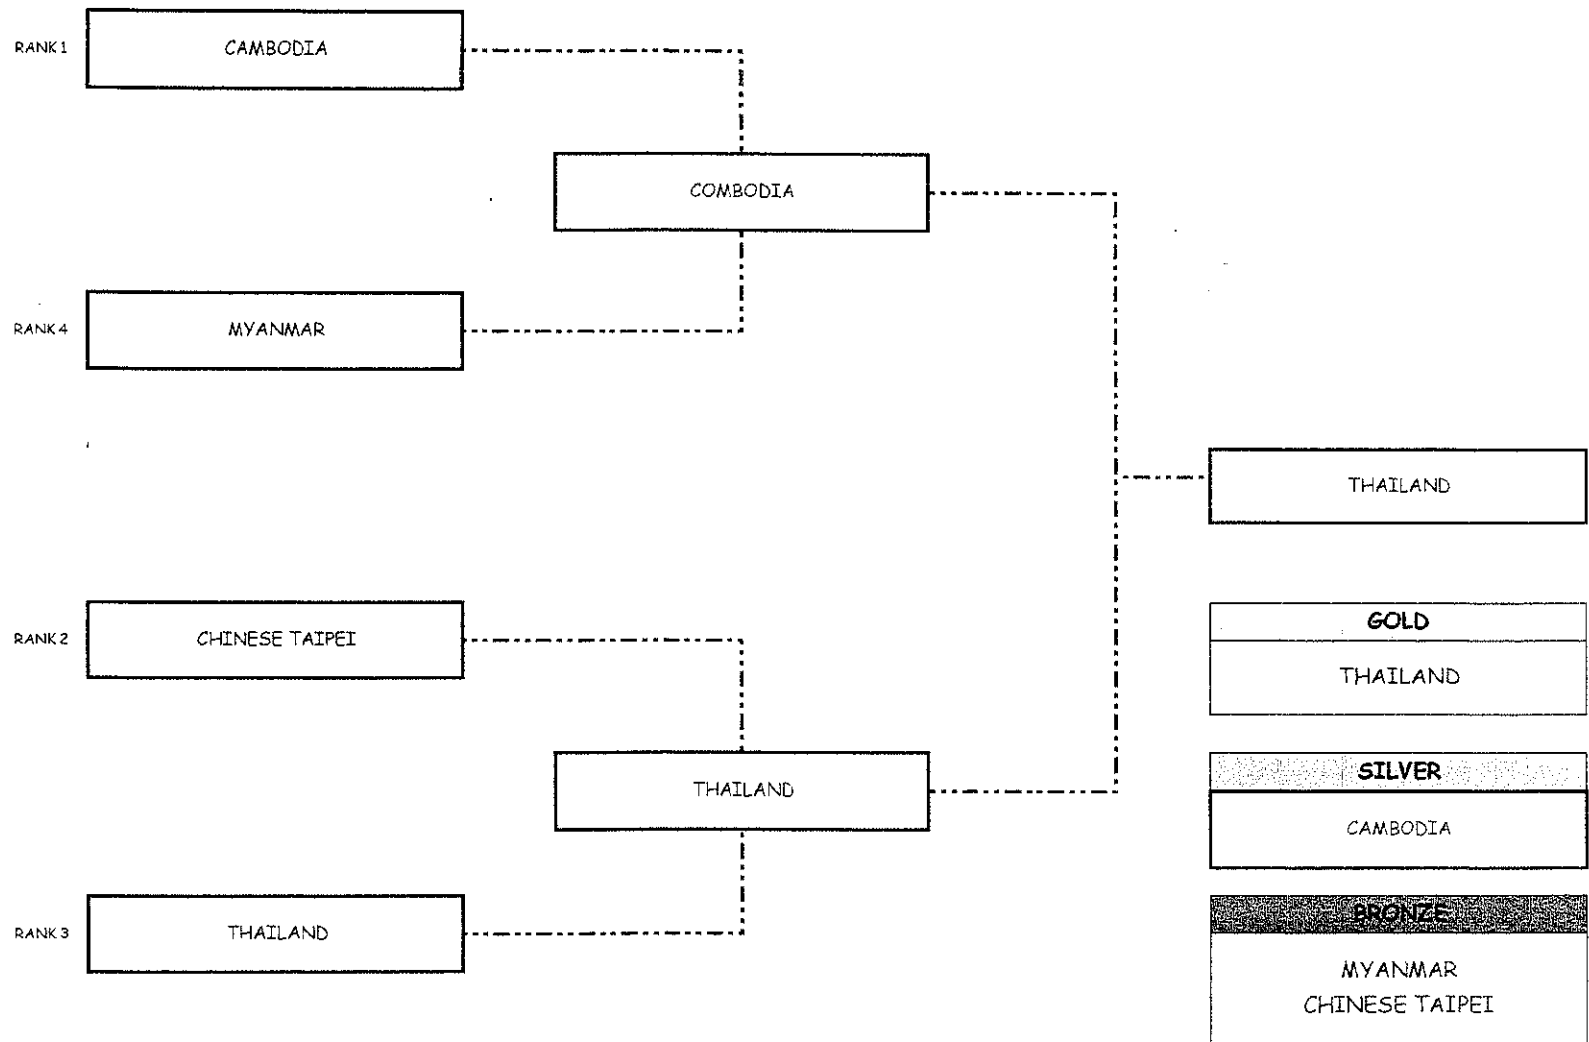 RANK 1
CAMBODIA
COMBODIA
RANK 4
MYANMAR
THAILAND
RANK 2
CHINESE TAIPEI
GOLD
THAILAND
THAILAND
SILVER
CAMBODIA
RANK 3
THAILAND
BRONZE
MYANMAR
CHINESE TAIPEI